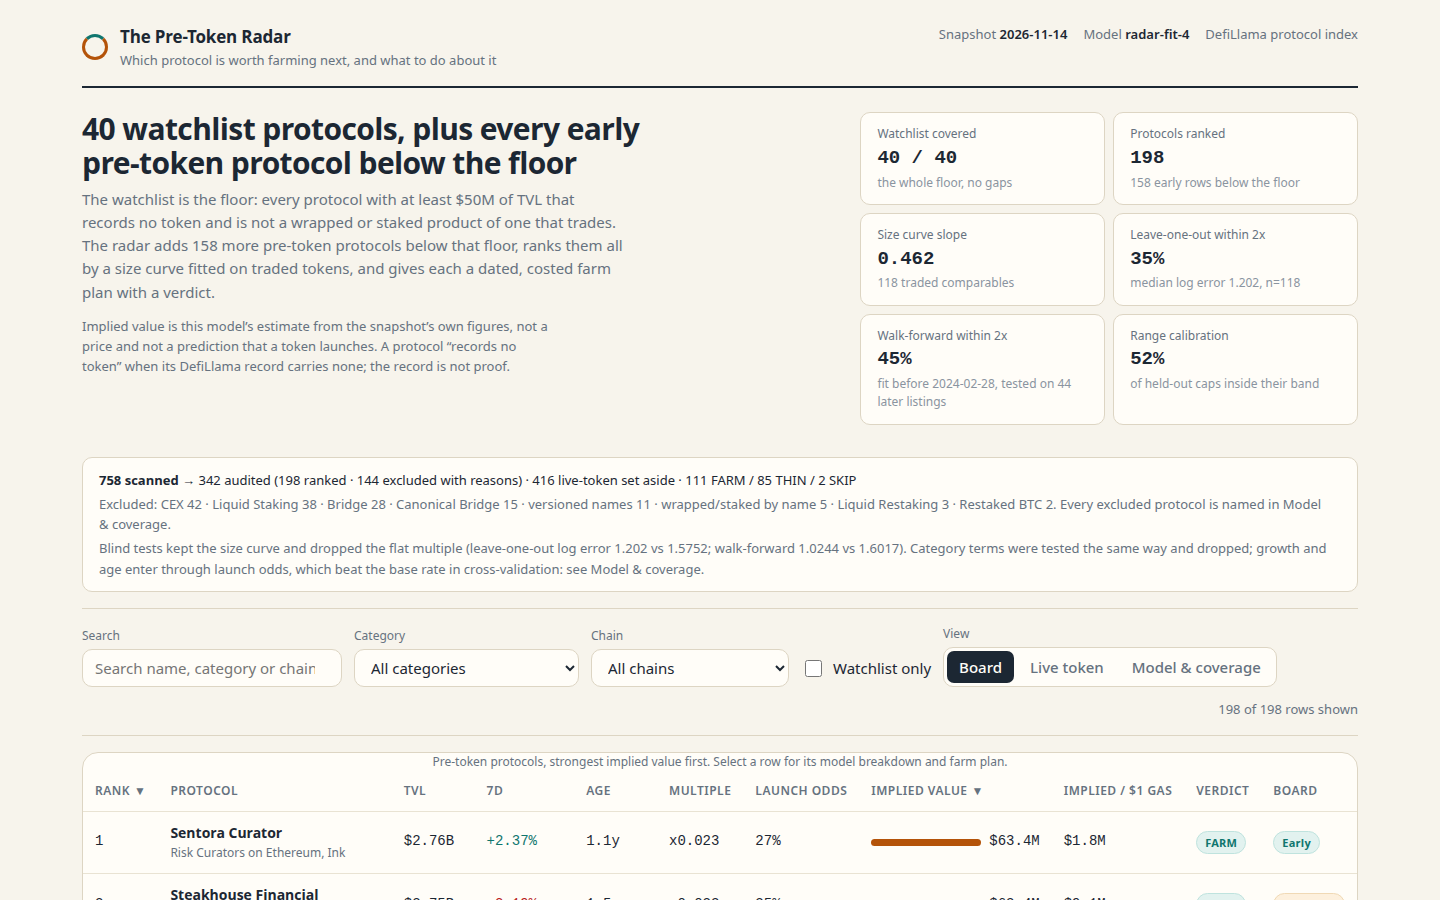 The Pre-Token Radar
Which protocol is worth farming next, and what to do about it
Snapshot 2026-11-14 Model radar-fit-4 DefiLlama protocol index
40 watchlist protocols, plus every early
pre-token protocol below the floor
The watchlist is the floor: every protocol with at least $50M of TVL that
records no token and is not a wrapped or staked product of one that trades.
The radar adds 158 more pre-token protocols below that floor, ranks them all
by a size curve fitted on traded tokens, and gives each a dated, costed farm
plan with a verdict.
Implied value is this model’s estimate from the snapshot’s own figures, not a
price and not a prediction that a token launches. A protocol “records no
token” when its DefiLlama record carries none; the record is not proof.
Watchlist covered
40 / 40
the whole floor, no gaps
Protocols ranked
198
158 early rows below the floor
Size curve slope
0.462
118 traded comparables
Leave-one-out within 2x
35%
median log error 1.202, n=118
Walk-forward within 2x
45%
fit before 2024-02-28, tested on 44
later listings
Range calibration
52%
of held-out caps inside their band
758 scanned → 342 audited (198 ranked · 144 excluded with reasons) · 416 live-token set aside · 111 FARM / 85 THIN / 2 SKIP
Excluded: CEX 42 · Liquid Staking 38 · Bridge 28 · Canonical Bridge 15 · versioned names 11 · wrapped/staked by name 5 · Liquid Restaking 3 · Restaked BTC 2. Every excluded protocol is named in Model
& coverage.
Blind tests kept the size curve and dropped the flat multiple (leave-one-out log error 1.202 vs 1.5752; walk-forward 1.0244 vs 1.6017). Category terms were tested the same way and dropped; growth and
age enter through launch odds, which beat the base rate in cross-validation: see Model & coverage.
Search Category Chain View
Search name, category or chain All categories All chains Watchlist only Board Live token Model & coverage
198 of 198 rows shown
Pre-token protocols, strongest implied value first. Select a row for its model breakdown and farm plan.
RANK ▼ PROTOCOL TVL 7D AGE MULTIPLE LAUNCH ODDS IMPLIED VALUE ▼ IMPLIED / $1 GAS VERDICT BOARD
1 Sentora Curator $2.76B +2.37% 1.1y x0.023 27% $63.4M $1.8M FARM Early
Risk Curators on Ethereum, Ink
Steakhouse Financial